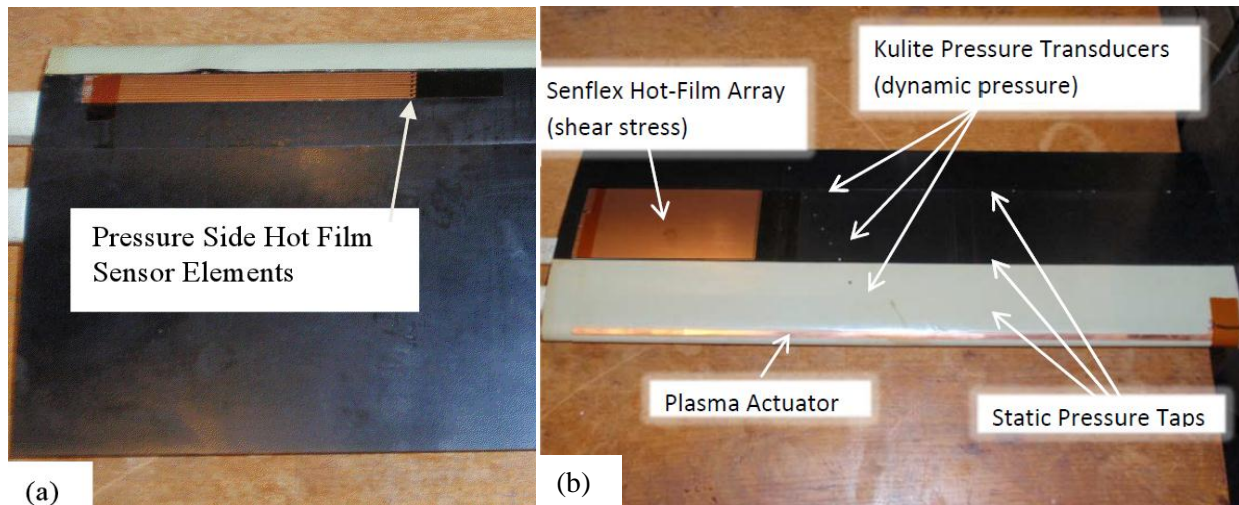 Pressure Side Hot Film
Sensor Elements
(a)
Kulite Pressure Transducers
(dynamic pressure)
Senflex Hot-Film Array
(shear stress)
Plasma Actuator
Static Pressure Taps
(b)